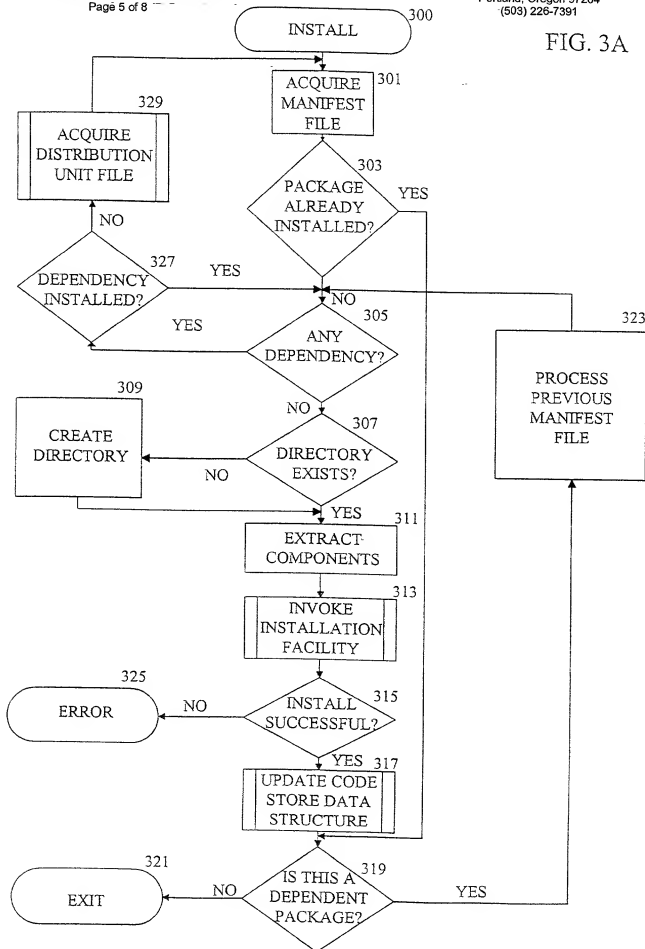 Page 5 of 8
Portland, Oregon 97204
(503) 226-7391
FIG. 3A
300
INSTALL
301
ACQUIRE
MANIFEST
FILE
329
ACQUIRE
DISTRIBUTION
UNIT FILE
303
PACKAGE
ALREADY
INSTALLED?
YES
NO
327
DEPENDENCY
INSTALLED?
YES
NO
305
ANY
DEPENDENCY?
YES
323
PROCESS
PREVIOUS
MANIFEST
FILE
NO
309
CREATE
DIRECTORY
307
DIRECTORY
EXISTS?
NO
YES
311
EXTRACT
COMPONENTS
313
INVOKE
INSTALLATION
FACILITY
325
ERROR
NO
315
INSTALL
SUCCESSFUL?
YES
317
UPDATE CODE
STORE DATA
STRUCTURE
321
EXIT
NO
319
IS THIS A
DEPENDENT
PACKAGE?
YES